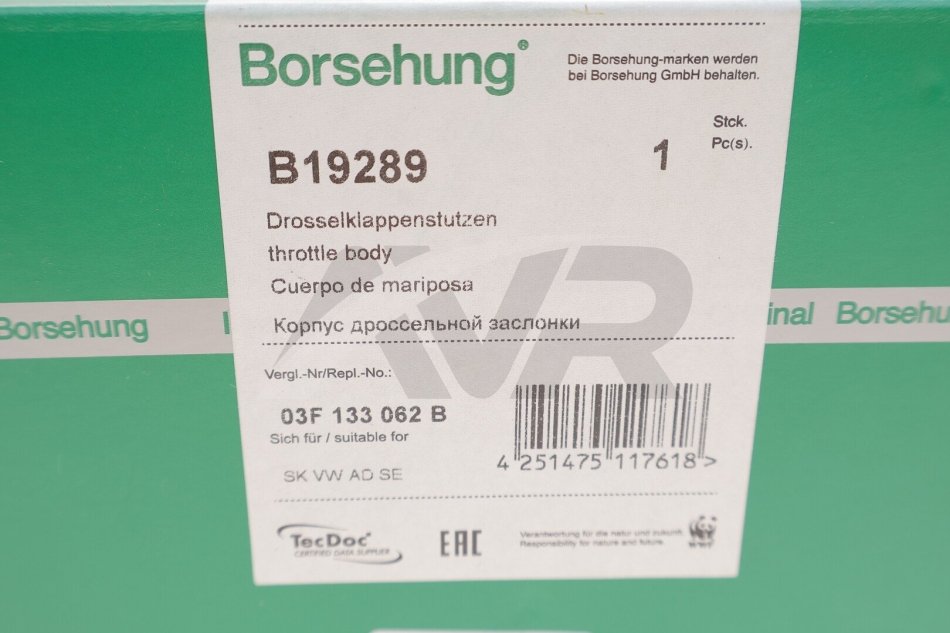 Borsehung®
Die Borsehung-marken werden
bei Borsehung GmbH behalten.
B19289
1
Stck.
Pc(s).
Drosselklappenstutzen
throttle body
Cuerpo de mariposa
Корпус дроссельной заслонки
IVR
Borsehung
inal Borsehu
Vergl.-Nr/Repl.-No.:
03F 133 062 B
Sich für / suitable for
SK VW AD SE
4 251475 117618 >
TecDoc
CERTIFIED DATA SUPPLIER
EAC
Verantwortung für die natur und zukunft.
Responsibility for nature and future.
WWF